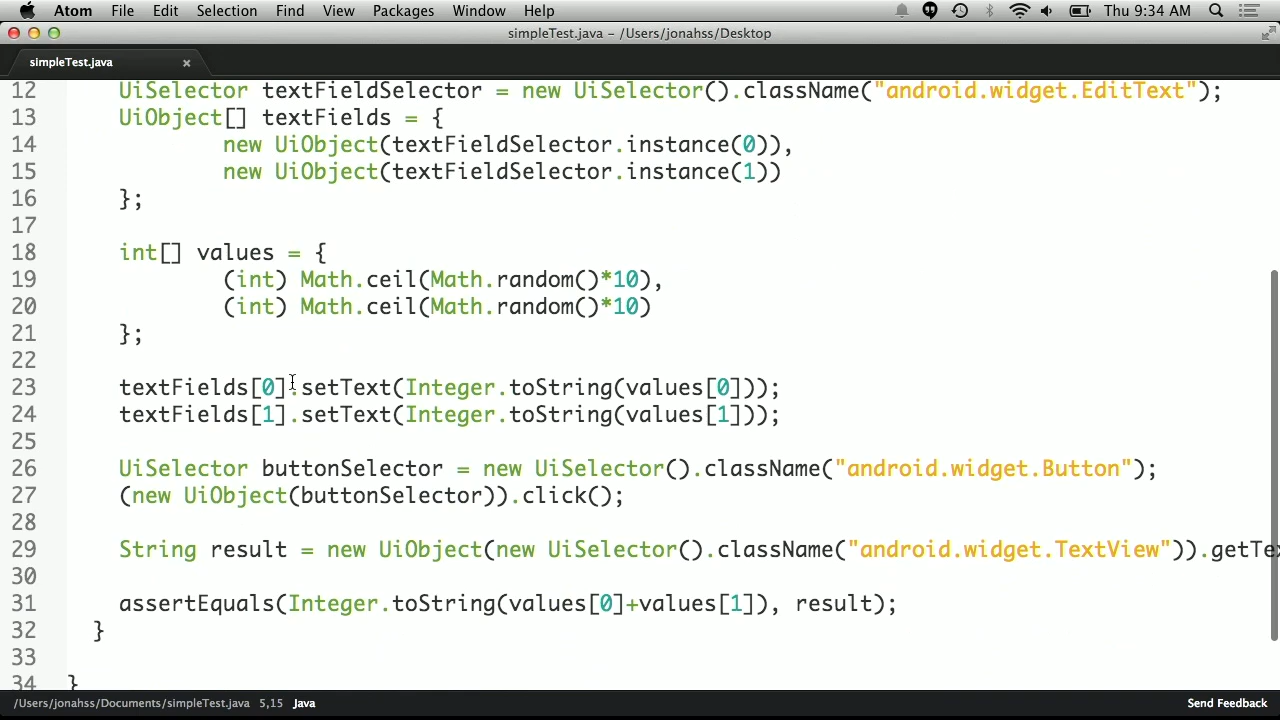 Atom File Edit Selection Find View Packages Window Help Thu 9:34 AM
simpleTest.java – /Users/jonahss/Desktop
simpleTest.java ×
12 UiSelector textFieldSelector = new UiSelector().className("android.widget.EditText");
13 UiObject[] textFields = {
14 new UiObject(textFieldSelector.instance(0)),
15 new UiObject(textFieldSelector.instance(1))
16 };
17
18 int[] values = {
19 (int) Math.ceil(Math.random()*10),
20 (int) Math.ceil(Math.random()*10)
21 };
22
23 textFields[0].setText(Integer.toString(values[0]));
24 textFields[1].setText(Integer.toString(values[1]));
25
26 UiSelector buttonSelector = new UiSelector().className("android.widget.Button");
27 (new UiObject(buttonSelector)).click();
28
29 String result = new UiObject(new UiSelector().className("android.widget.TextView")).getTe
30
31 assertEquals(Integer.toString(values[0]+values[1]), result);
32 }
33
34 }
/Users/jonahss/Documents/simpleTest.java 5,15 Java Send Feedback